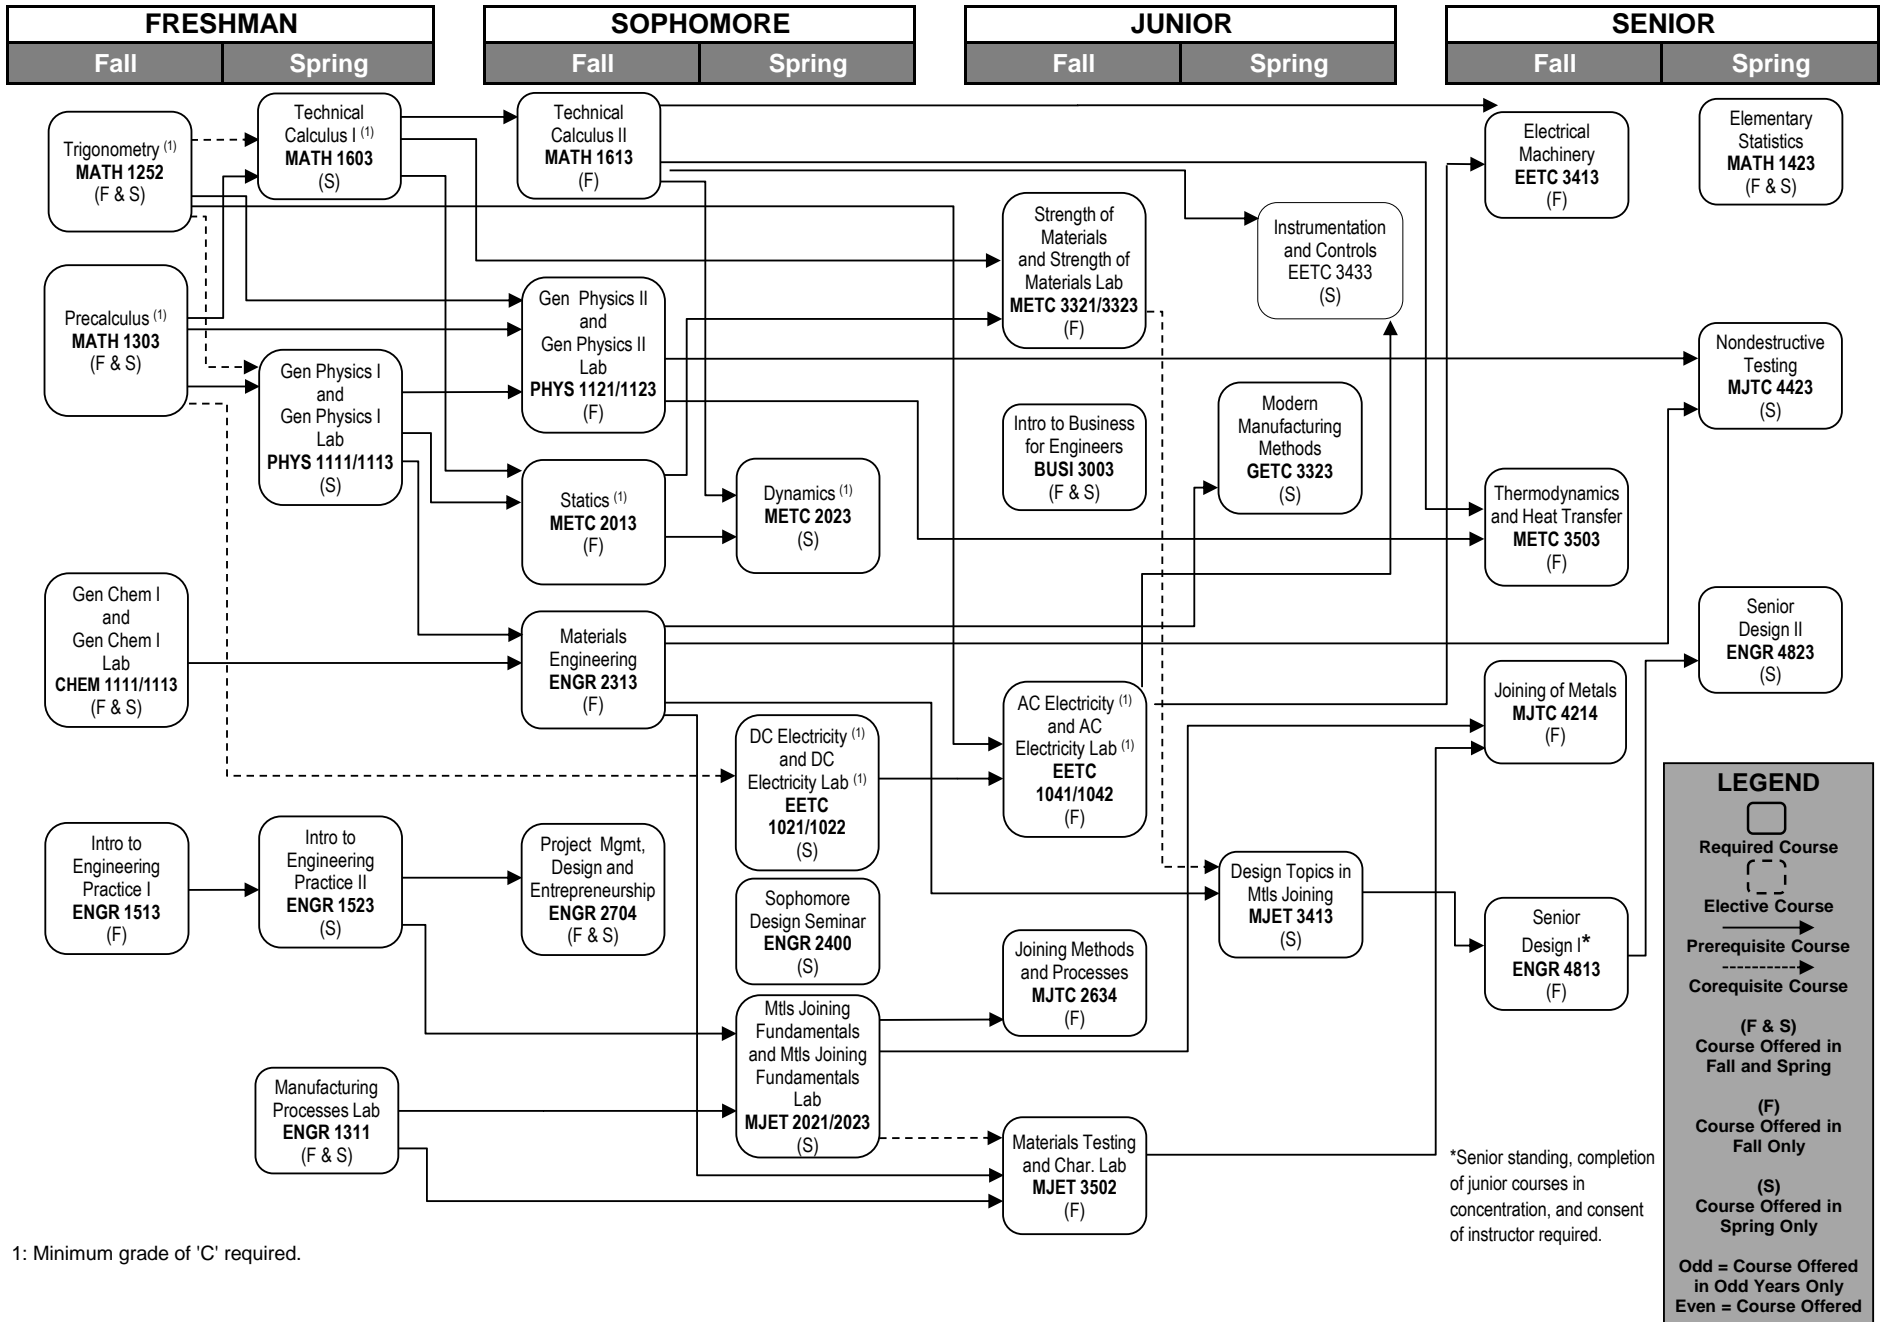 FRESHMAN
SOPHOMORE
JUNIOR
SENIOR
Fall
Spring
Fall
Spring
Fall
Spring
Fall
Spring
Trigonometry (1)
MATH 1252
(F & S)
Precalculus (1)
MATH 1303
(F & S)
Gen Chem I
and
Gen Chem I
Lab
CHEM 1111/1113
(F & S)
Intro to
Engineering
Practice I
ENGR 1513
(F)
Technical
Calculus I (1)
MATH 1603
(S)
Gen Physics I
and
Gen Physics I
Lab
PHYS 1111/1113
(S)
Intro to
Engineering
Practice II
ENGR 1523
(S)
Manufacturing
Processes Lab
ENGR 1311
(F & S)
Technical
Calculus II
MATH 1613
(F)
Gen Physics II
and
Gen Physics II
Lab
PHYS 1121/1123
(F)
Statics (1)
METC 2013
(F)
Materials
Engineering
ENGR 2313
(F)
Project Mgmt,
Design and
Entrepreneurship
ENGR 2704
(F & S)
Dynamics (1)
METC 2023
(S)
DC Electricity (1)
and DC
Electricity Lab (1)
EETC
1021/1022
(S)
Sophomore
Design Seminar
ENGR 2400
(S)
Mtls Joining
Fundamentals
and Mtls Joining
Fundamentals
Lab
MJET 2021/2023
(S)
Strength of
Materials
and Strength of
Materials Lab
METC 3321/3323
(F)
Intro to Business
for Engineers
BUSI 3003
(F & S)
AC Electricity (1)
and AC
Electricity Lab (1)
EETC
1041/1042
(F)
Joining Methods
and Processes
MJTC 2634
(F)
Materials Testing
and Char. Lab
MJET 3502
(F)
Instrumentation
and Controls
EETC 3433
(S)
Modern
Manufacturing
Methods
GETC 3323
(S)
Design Topics in
Mtls Joining
MJET 3413
(S)
Electrical
Machinery
EETC 3413
(F)
Thermodynamics
and Heat Transfer
METC 3503
(F)
Joining of Metals
MJTC 4214
(F)
Senior
Design I*
ENGR 4813
(F)
*Senior standing, completion
of junior courses in
concentration, and consent
of instructor required.
Elementary
Statistics
MATH 1423
(F & S)
Nondestructive
Testing
MJTC 4423
(S)
Senior
Design II
ENGR 4823
(S)
LEGEND
Required Course
Elective Course
Prerequisite Course
Corequisite Course
(F & S)
Course Offered in
Fall and Spring
(F)
Course Offered in
Fall Only
(S)
Course Offered in
Spring Only
Odd = Course Offered
in Odd Years Only
Even = Course Offered
1: Minimum grade of 'C' required.